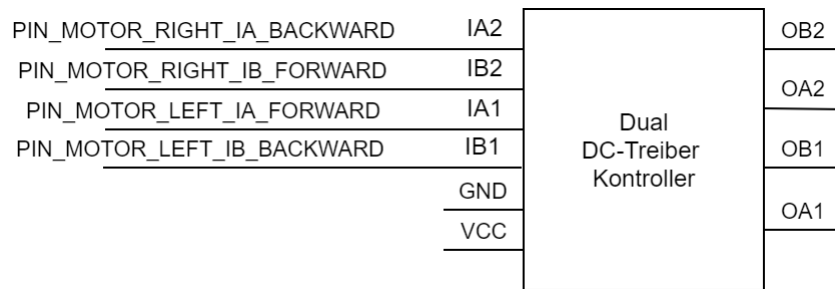 PIN_MOTOR_RIGHT_IA_BACKWARD IA2 OB2
PIN_MOTOR_RIGHT_IB_FORWARD IB2 OA2
PIN_MOTOR_LEFT_IA_FORWARD IA1
PIN_MOTOR_LEFT_IB_BACKWARD IB1 OB1
GND
VCC
OA1
Dual
DC-Treiber
Kontroller